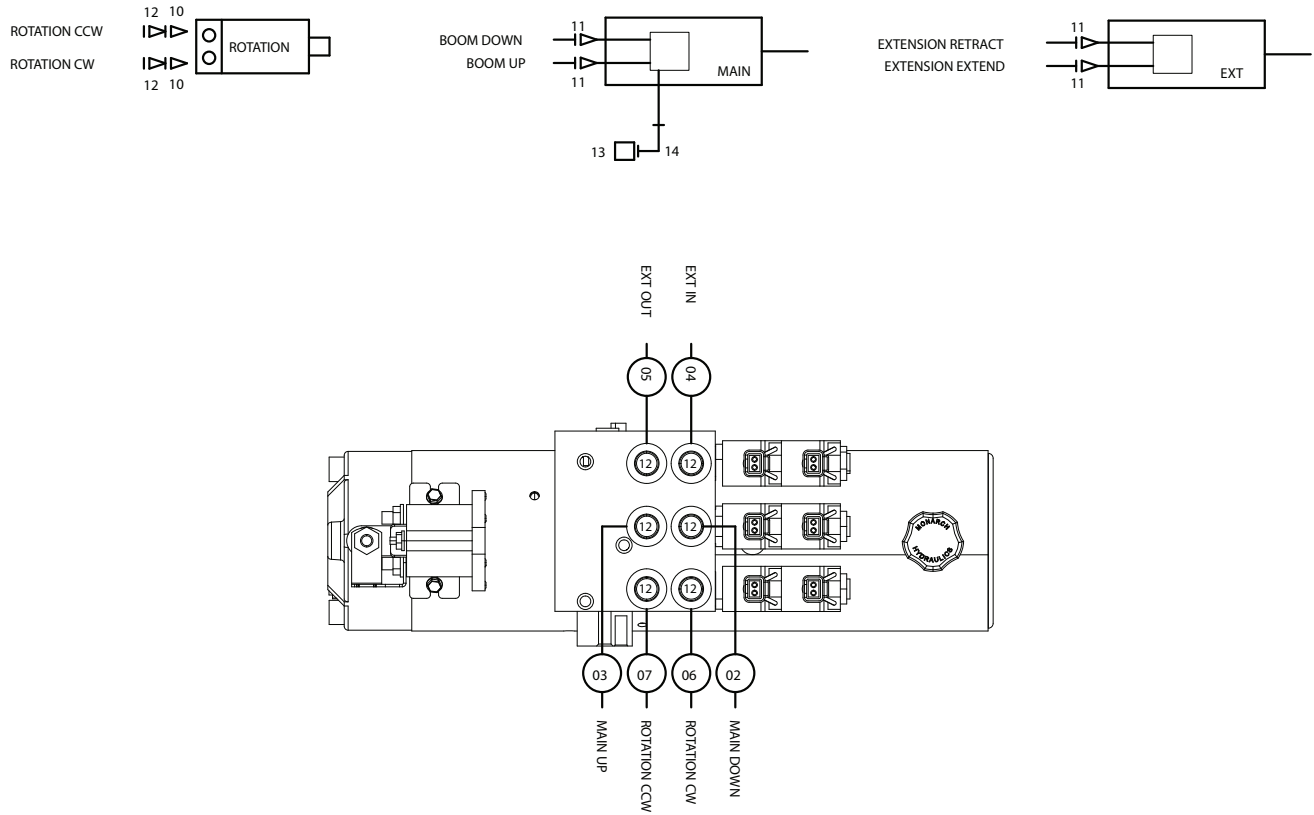 12 10
ROTATION CCW
ROTATION
ROTATION CW
12 10
11
BOOM DOWN
BOOM UP
MAIN
11
13 14
11
EXTENSION RETRACT
EXTENSION EXTEND
EXT
11
EXT OUT
EXT IN
05
04
12
12
12
12
12
12
MONARCH
HYDRAULICS
03
07
06
02
MAIN UP
ROTATION CCW
ROTATION CW
MAIN DOWN